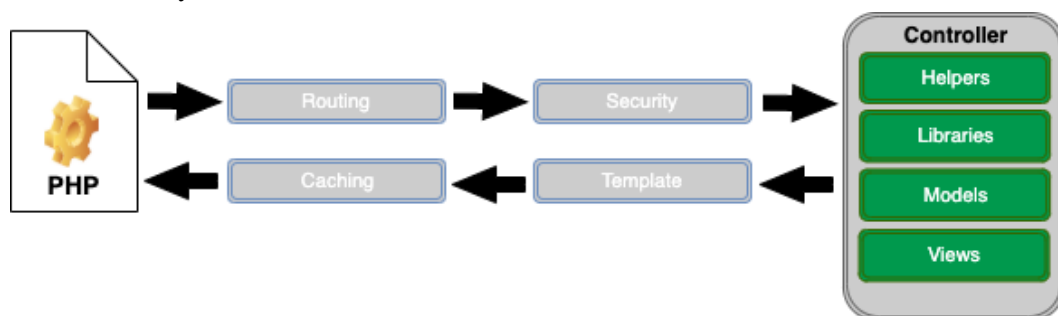 Controller
Helpers
Routing
Security
Libraries
PHP
Caching
Template
Models
Views